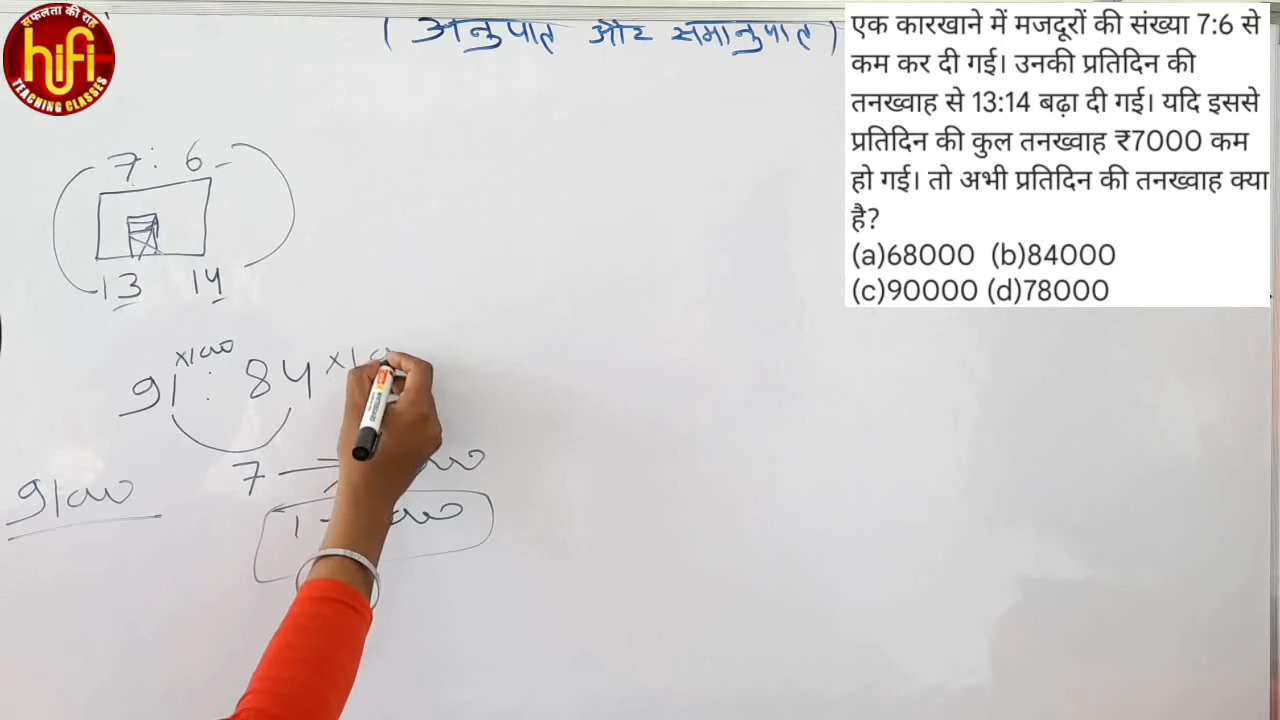 सफलता की राह
hifi
TEACHING CLASSES
( अनुपात और समानुपात )
एक कारखाने में मजदूरों की संख्या 7:6 से
कम कर दी गई। उनकी प्रतिदिन की
तनख्वाह से 13:14 बढ़ा दी गई। यदि इससे
प्रतिदिन की कुल तनख्वाह ₹7000 कम
हो गई। तो अभी प्रतिदिन की तनख्वाह क्या
है?
(a)68000 (b)84000
(c)90000 (d)78000
7 : 6
13 14
×1000
91 : 84 ×1
7
91000
1